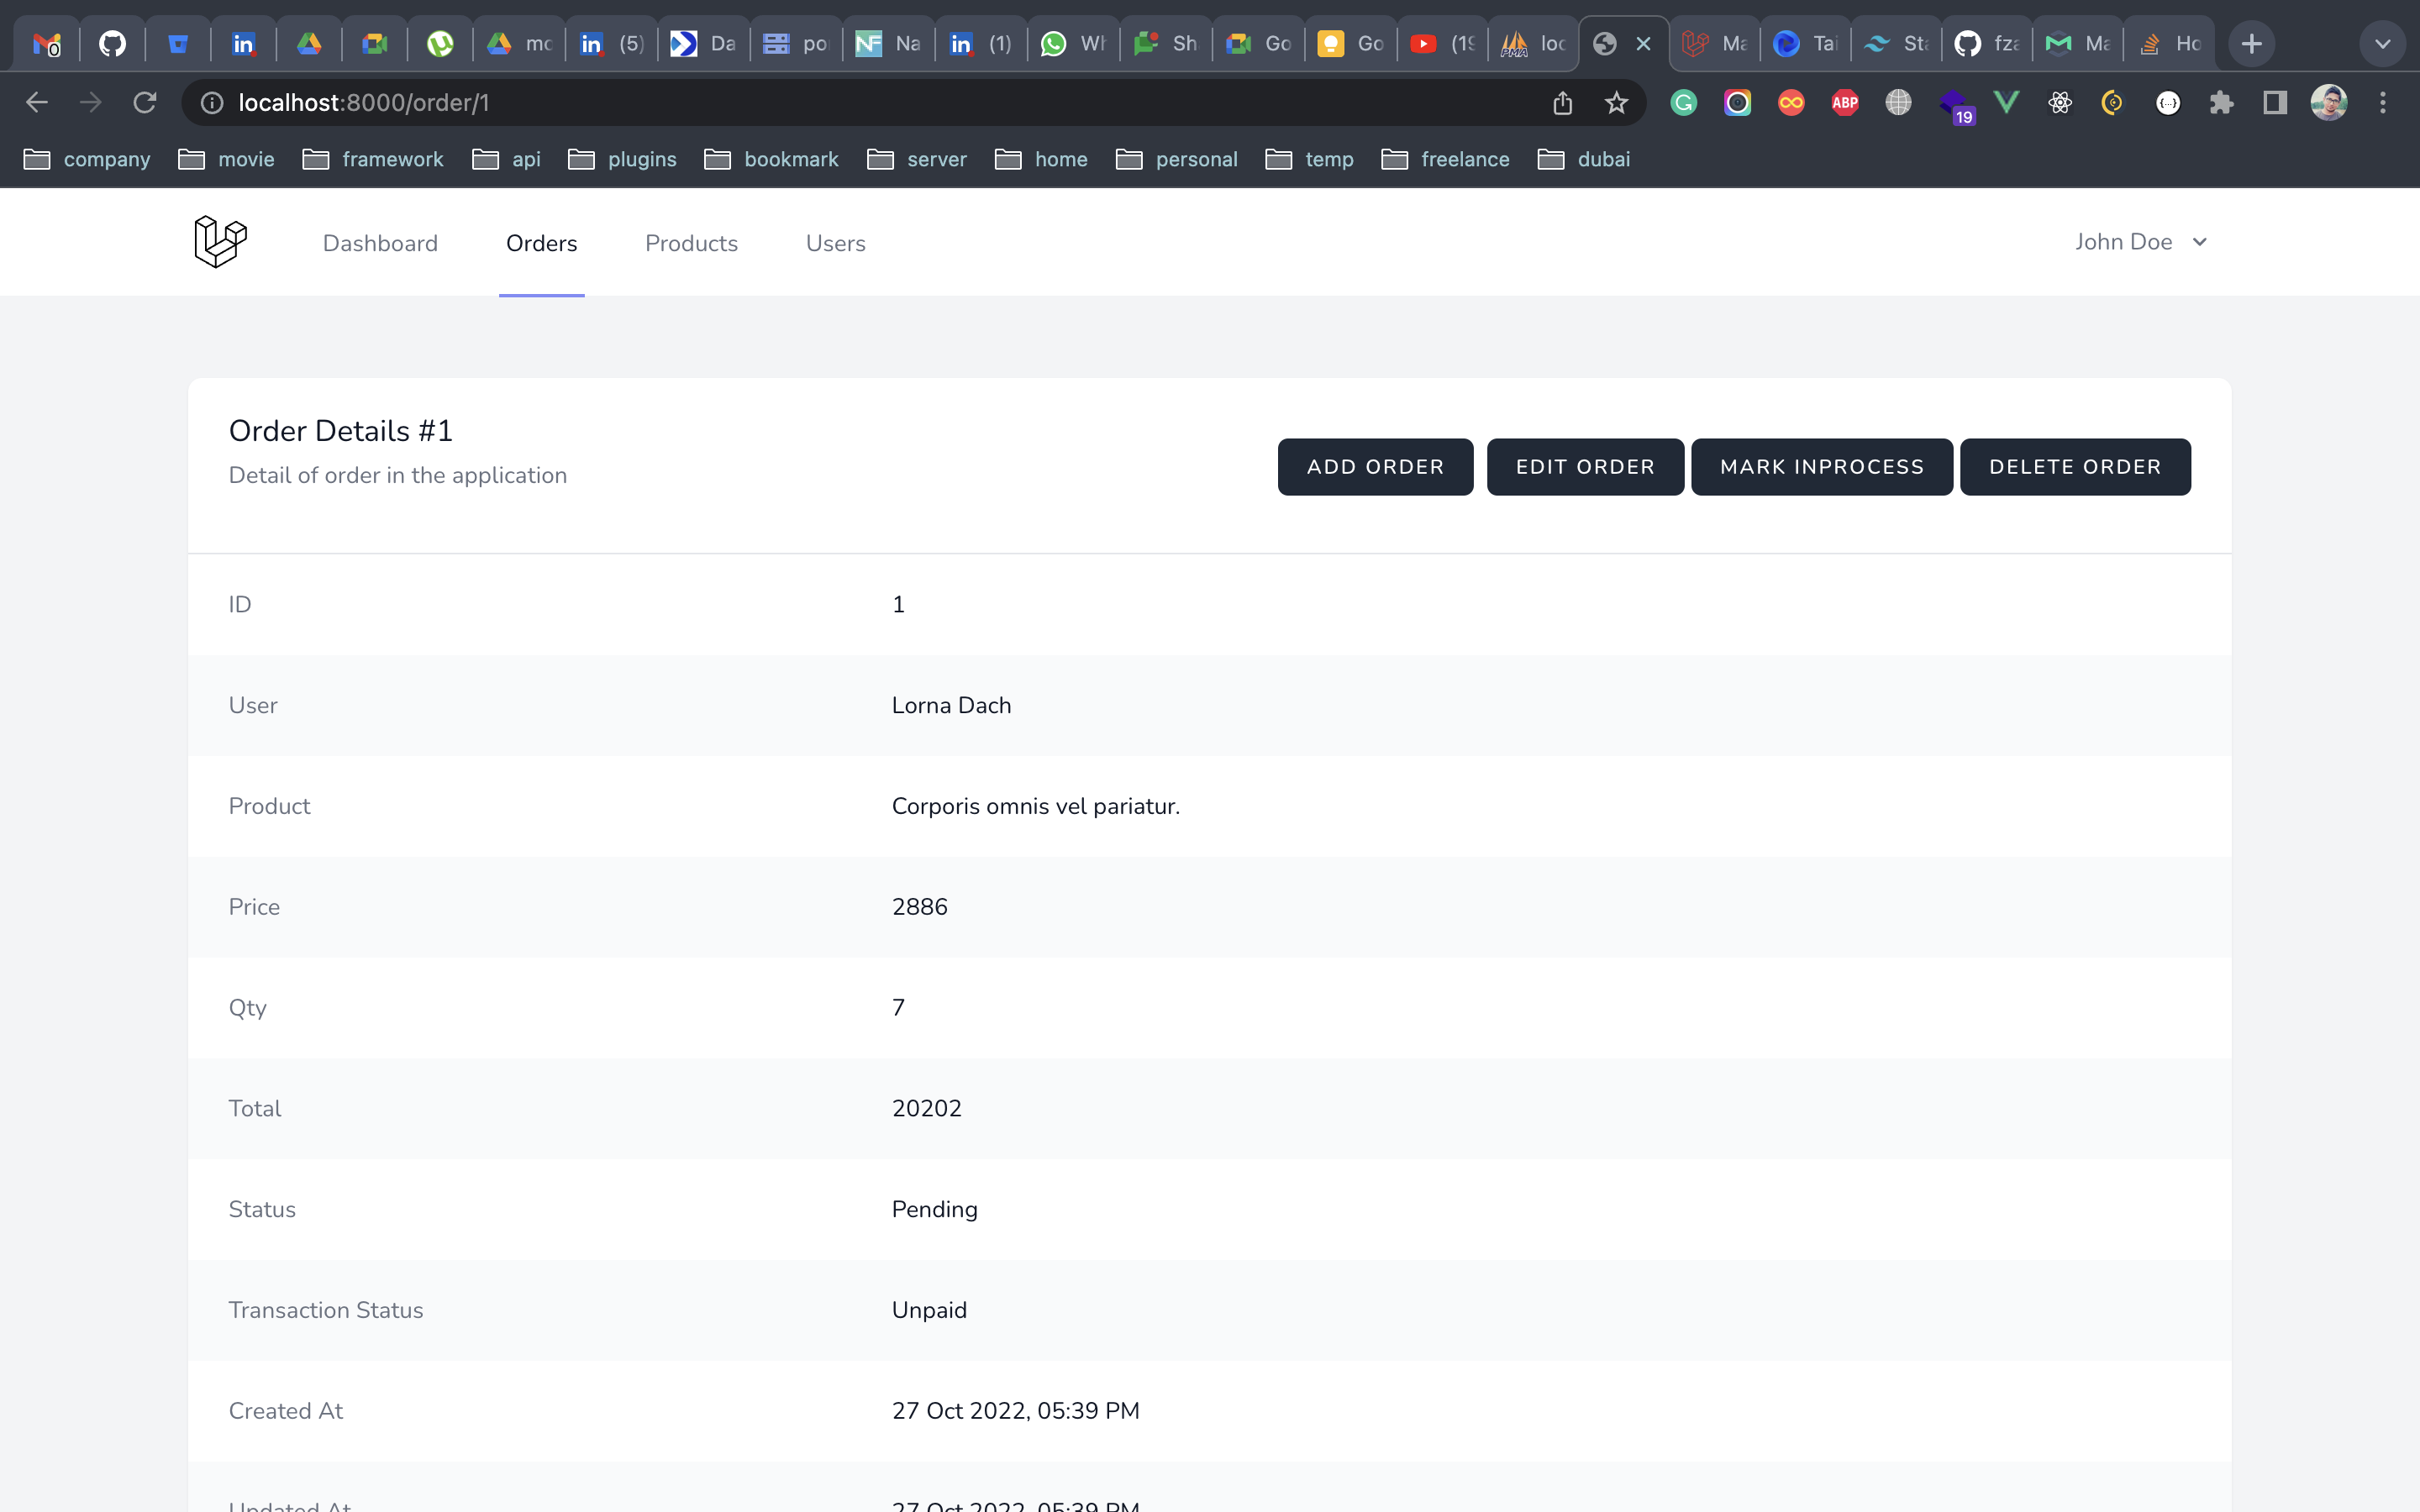 mc (5) Da po Na (1) Wh Sh Go Go (19 loc Ma Tai Sta fza Ma Ho
localhost:8000/order/1
ABP 19
company movie framework api plugins bookmark server home personal temp freelance dubai
Dashboard Orders Products Users John Doe
Order Details #1
Detail of order in the application
ADD ORDER EDIT ORDER MARK INPROCESS DELETE ORDER
ID 1
User Lorna Dach
Product Corporis omnis vel pariatur.
Price 2886
Qty 7
Total 20202
Status Pending
Transaction Status Unpaid
Created At 27 Oct 2022, 05:39 PM
Updated At 27 Oct 2022, 05:39 PM